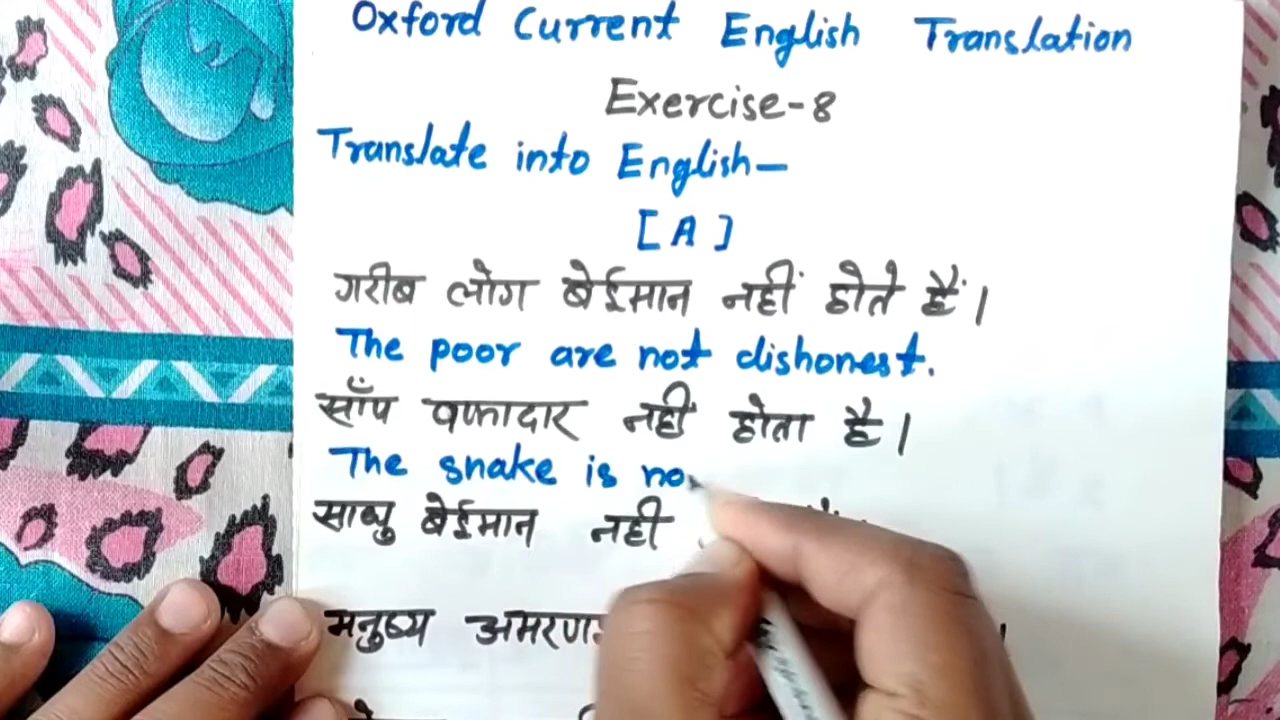 Oxford Current English Translation
Exercise-8
Translate into English—
[A]
गरीब लोग बेईमान नहीं होते हैं।
The poor are not dishonest.
साँप वफादार नहीं होता है।
The snake is no
साधु बेईमान नही
मनुष्य